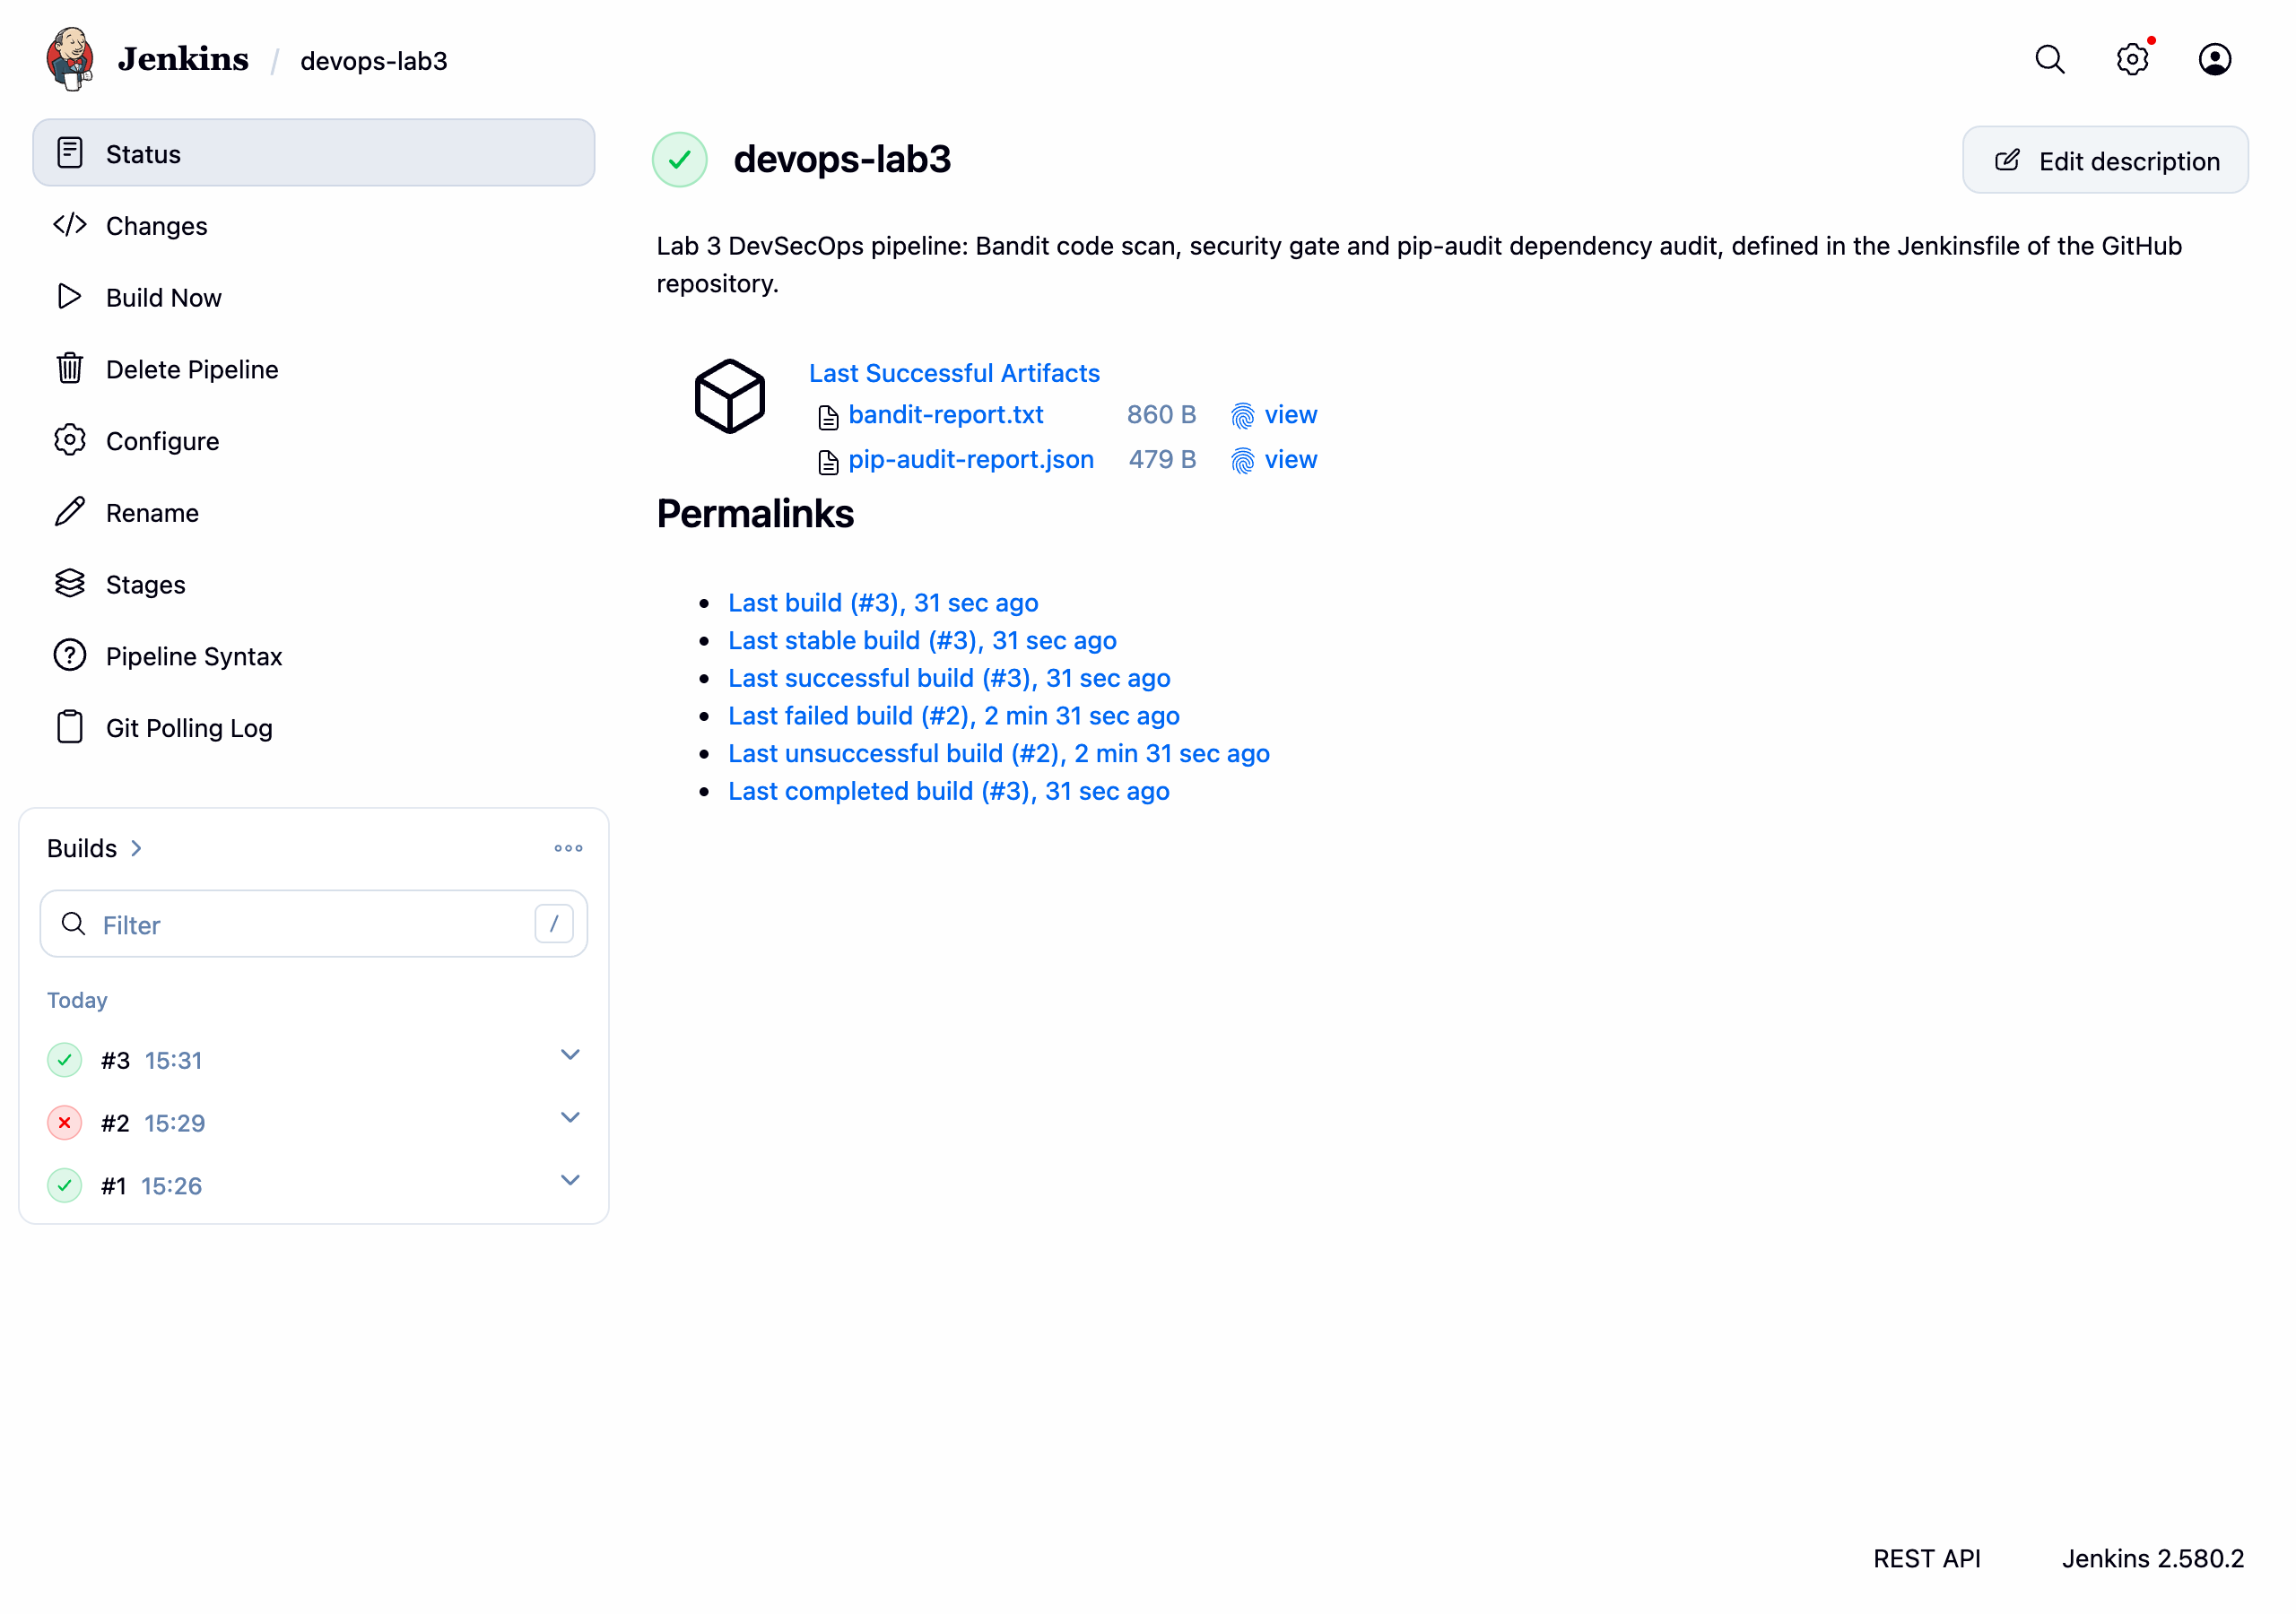 Jenkins / devops-lab3
Status
Changes
Build Now
Delete Pipeline
Configure
Rename
Stages
Pipeline Syntax
Git Polling Log
Builds
Filter /
Today
#3 15:31
#2 15:29
#1 15:26
devops-lab3
Edit description
Lab 3 DevSecOps pipeline: Bandit code scan, security gate and pip-audit dependency audit, defined in the Jenkinsfile of the GitHub
repository.
Last Successful Artifacts
bandit-report.txt 860 B view
pip-audit-report.json 479 B view
Permalinks
Last build (#3), 31 sec ago
Last stable build (#3), 31 sec ago
Last successful build (#3), 31 sec ago
Last failed build (#2), 2 min 31 sec ago
Last unsuccessful build (#2), 2 min 31 sec ago
Last completed build (#3), 31 sec ago
REST API Jenkins 2.580.2